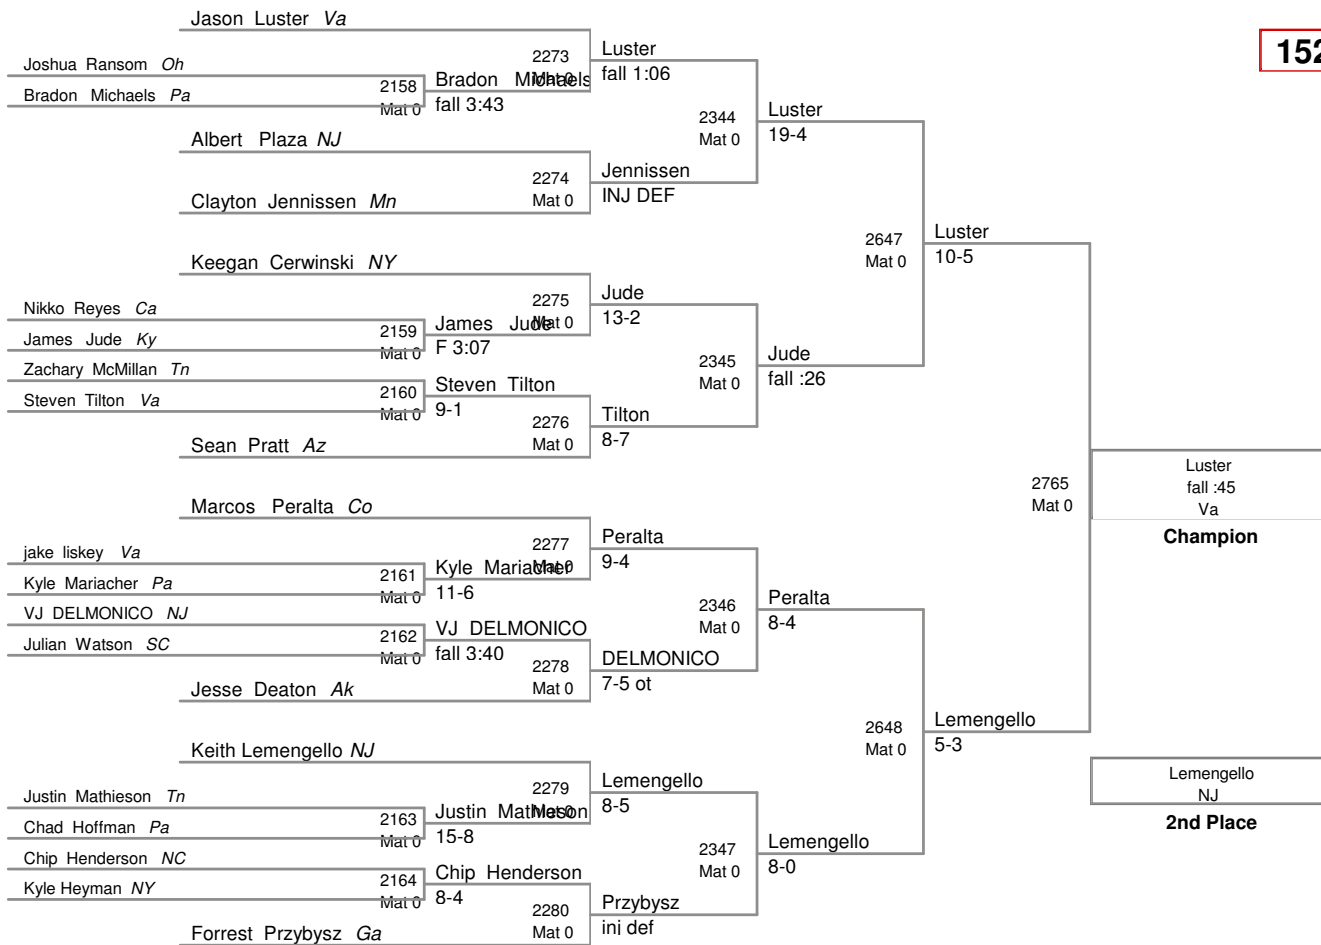 Jason Luster Va
152
Luster
2273
Mat 0
fall 1:06
Joshua Ransom Oh
Bradon Michaels
2158
Mat 0
fall 3:43
Bradon Michaels Pa
Luster
2344
Mat 0
19-4
Albert Plaza NJ
Jennissen
2274
Mat 0
INJ DEF
Clayton Jennissen Mn
Luster
2647
Mat 0
10-5
Keegan Cerwinski NY
Jude
2275
Mat 0
13-2
Nikko Reyes Ca
James Jude
2159
Mat 0
F 3:07
James Jude Ky
Jude
2345
Mat 0
fall :26
Zachary McMillan Tn
Steven Tilton
2160
Mat 0
9-1
Steven Tilton Va
Tilton
2276
Mat 0
8-7
Sean Pratt Az
Luster
fall :45
Va
2765
Mat 0
Champion
Marcos Peralta Co
Peralta
2277
Mat 0
9-4
jake liskey Va
Kyle Mariacher
2161
Mat 0
11-6
Kyle Mariacher Pa
Peralta
2346
Mat 0
8-4
VJ DELMONICO NJ
VJ DELMONICO
2162
Mat 0
fall 3:40
Julian Watson SC
DELMONICO
2278
Mat 0
7-5 ot
Jesse Deaton Ak
Lemengello
2648
Mat 0
5-3
Keith Lemengello NJ
Lemengello
2279
Mat 0
8-5
Lemengello
NJ
2nd Place
Justin Mathieson Tn
Justin Mathieson
2163
Mat 0
15-8
Chad Hoffman Pa
Lemengello
2347
Mat 0
8-0
Chip Henderson NC
Chip Henderson
2164
Mat 0
8-4
Kyle Heyman NY
Przybysz
2280
Mat 0
ini def
Forrest Przybysz Ga